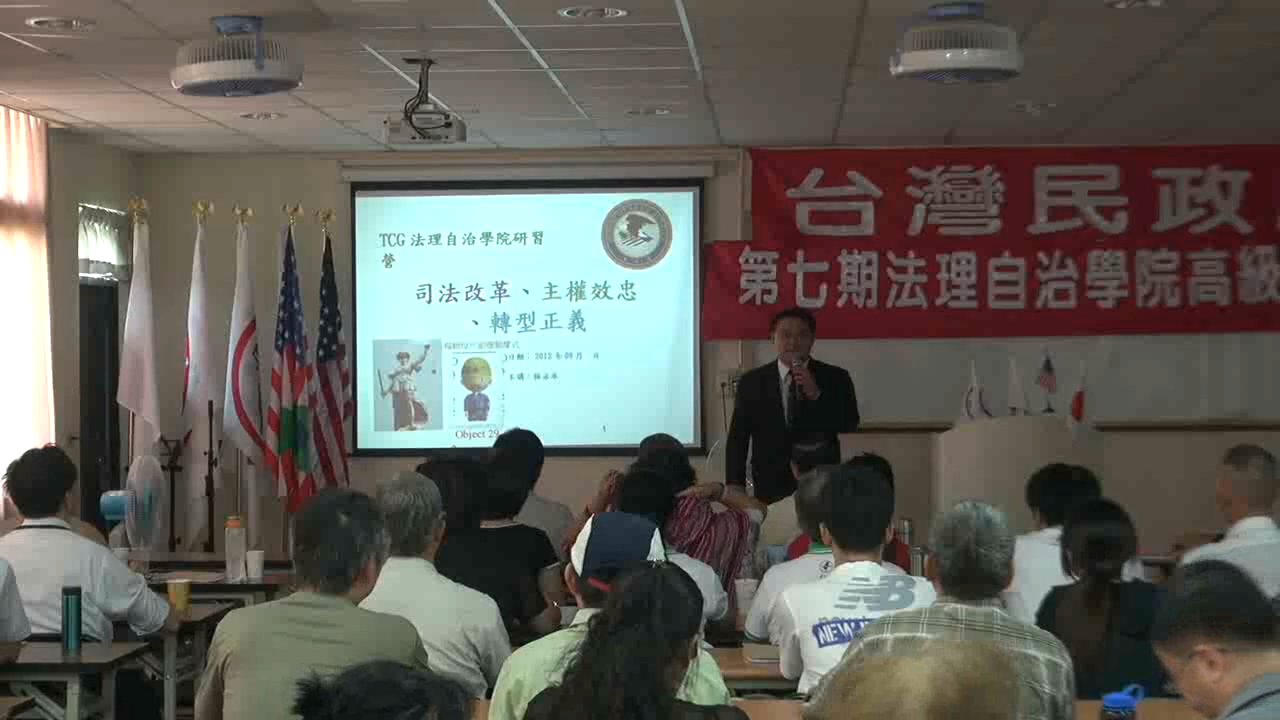 台灣民政
第七期法理自治學院高級
TCG 法理自治學院研習
營
司法改革、主權效忠
、轉型正義
Object 29
1
NEW